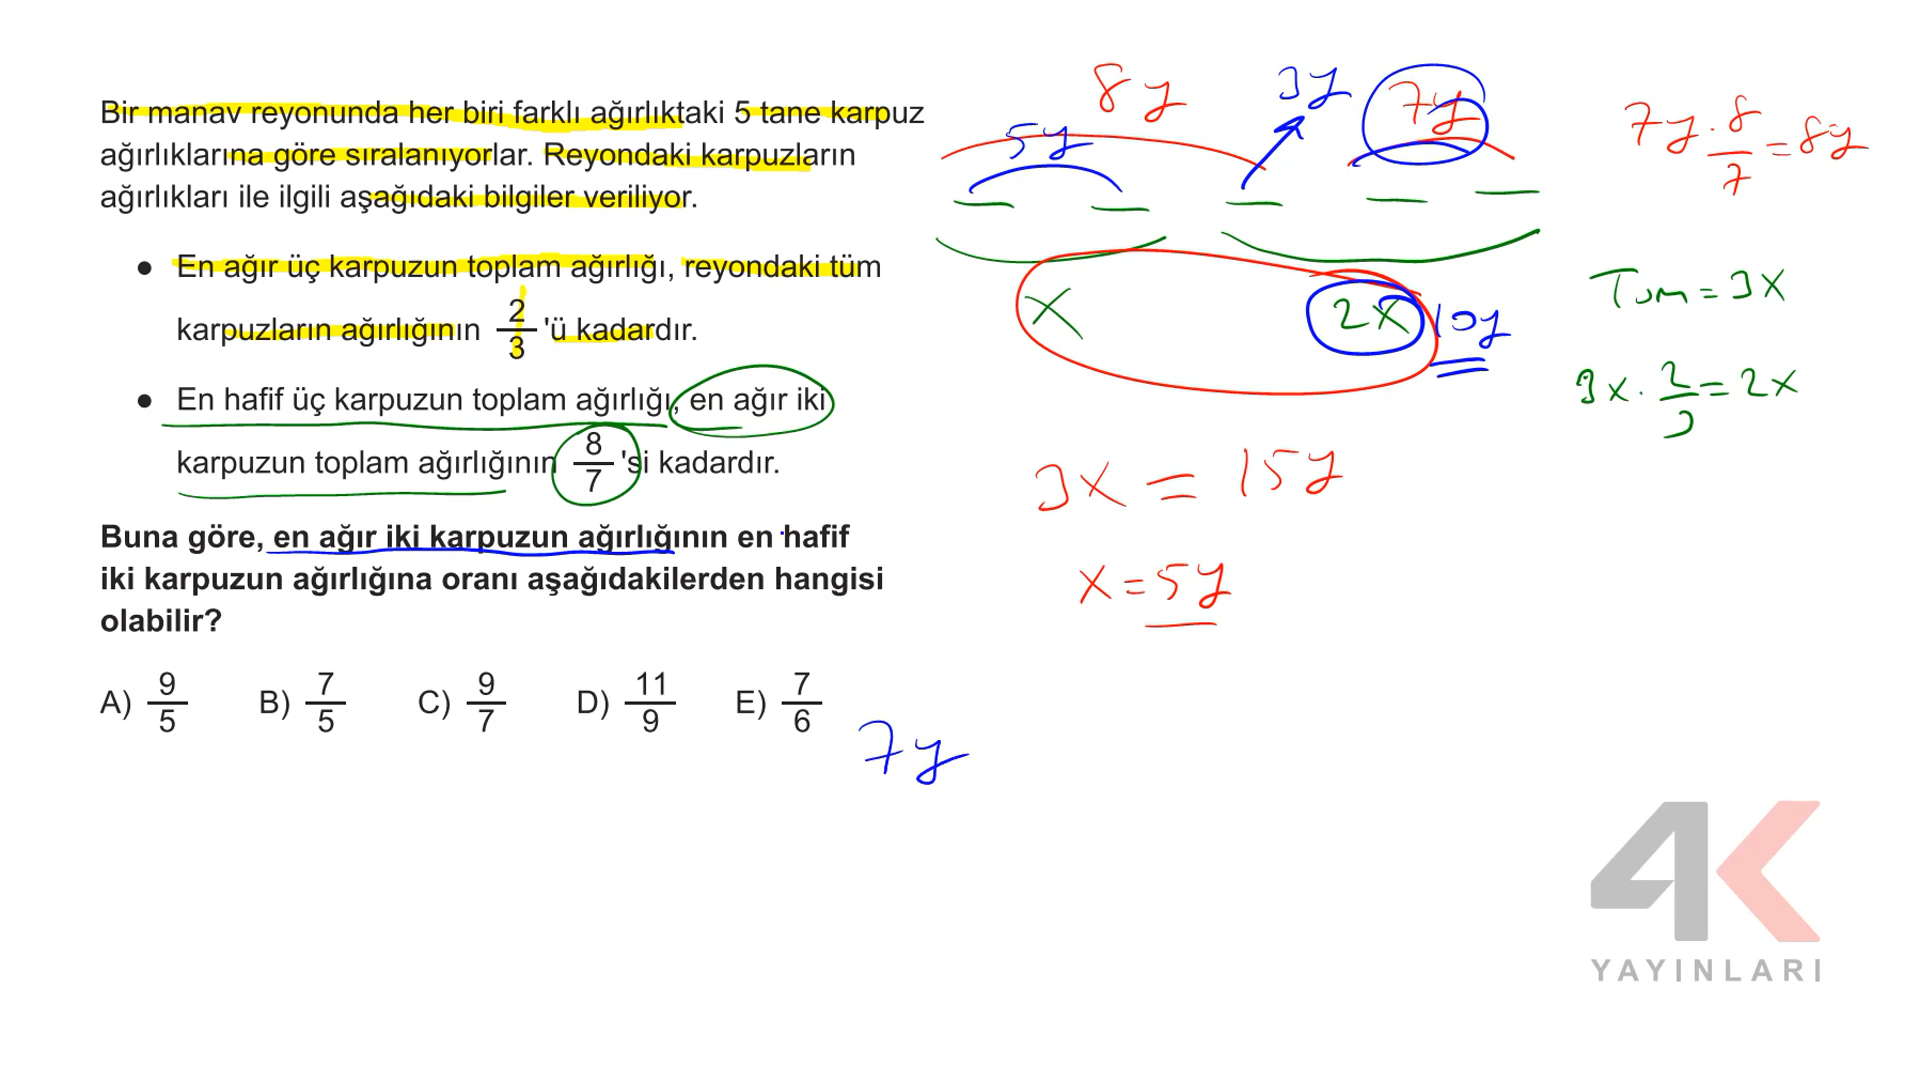 Bir manav reyonunda her biri farklı ağırlıktaki 5 tane karpuz
ağırlıklarına göre sıralanıyorlar. Reyondaki karpuzların
ağırlıkları ile ilgili aşağıdaki bilgiler veriliyor.
● En ağır üç karpuzun toplam ağırlığı, reyondaki tüm
karpuzların ağırlığının 2/3 'ü kadardır.
● En hafif üç karpuzun toplam ağırlığı, en ağır iki
karpuzun toplam ağırlığının 8/7 'si kadardır.
Buna göre, en ağır iki karpuzun ağırlığının en hafif
iki karpuzun ağırlığına oranı aşağıdakilerden hangisi
olabilir?
A) 9/5 B) 7/5 C) 9/7 D) 11/9 E) 7/6
7y
8y 3y 7y
5y
x 2x 10y
3x = 15y
x = 5y
7y · 8/7 = 8y
Tüm = 3x
3x · 2/3 = 2x
4K
YAYINLARI